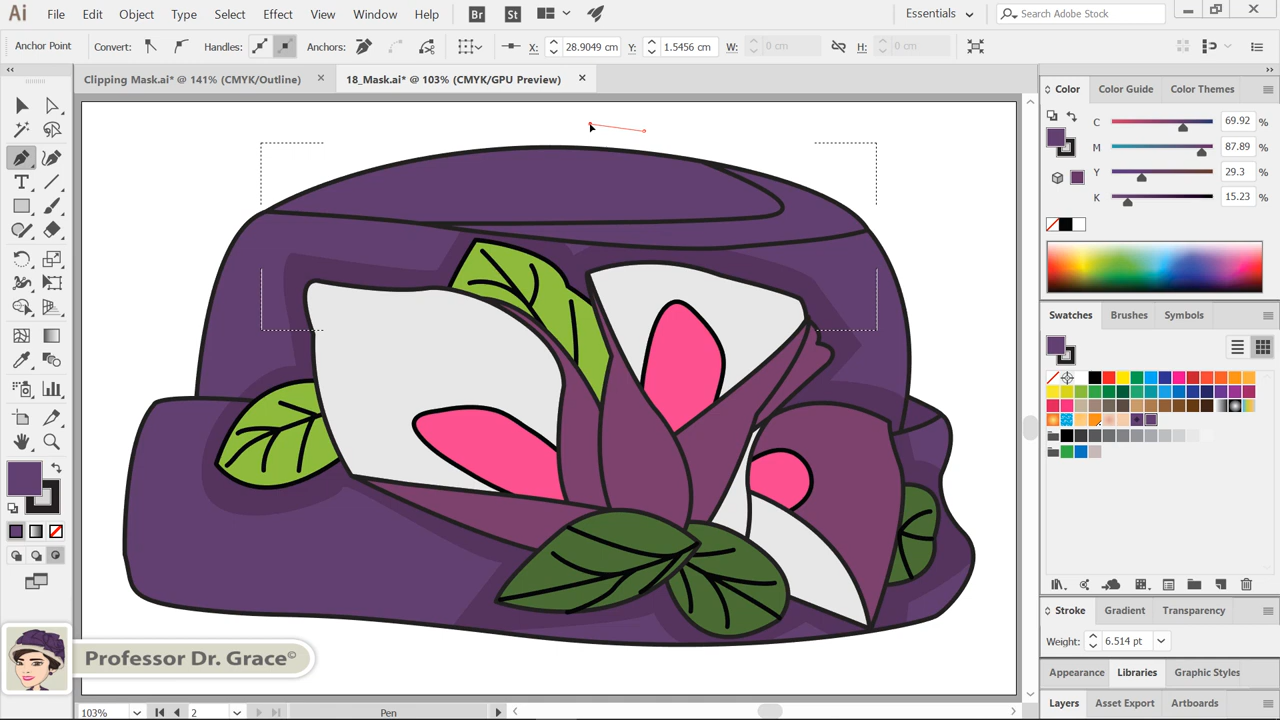 Ai File Edit Object Type Select Effect View Window Help Br St Essentials Search Adobe Stock
Anchor Point Convert: Handles: Anchors: X: 28.9049 cm Y: 1.5456 cm W: 0 cm H: 0 cm
Clipping Mask.ai* @ 141% (CMYK/Outline) 18_Mask.ai* @ 103% (CMYK/GPU Preview)
Color Color Guide Color Themes
C 69.92 %
M 87.89 %
Y 29.3 %
K 15.23 %
Swatches Brushes Symbols
Stroke Gradient Transparency
Weight: 6.514 pt
Professor Dr. Grace©
Appearance Libraries Graphic Styles
Layers Asset Export Artboards
103% 2 Pen